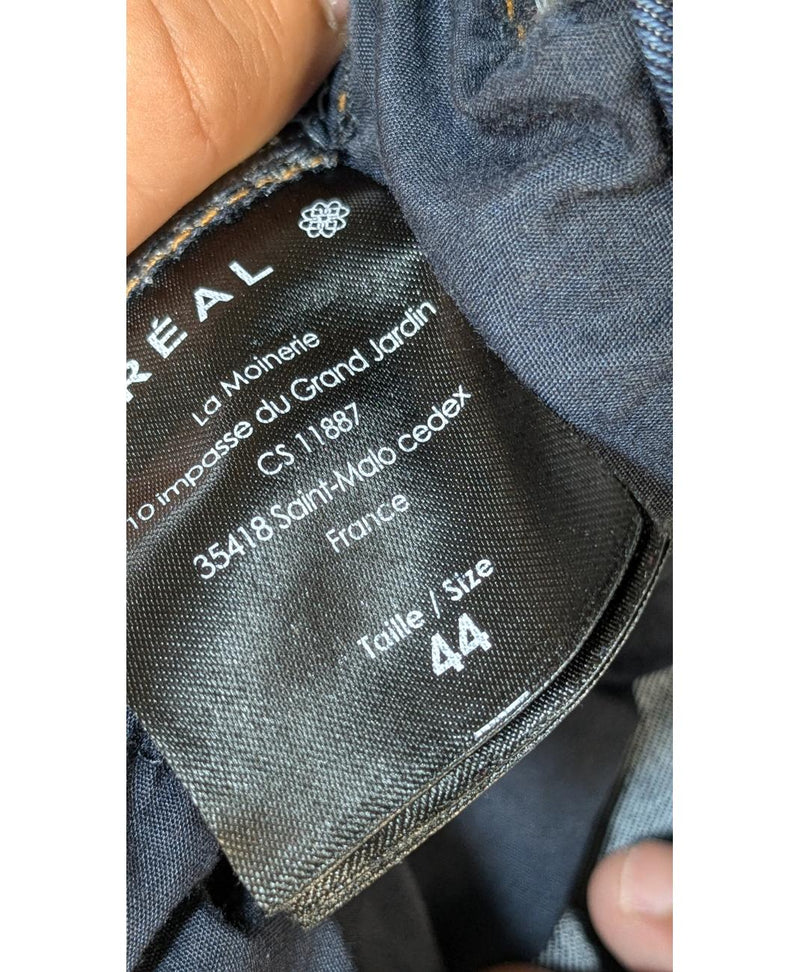 RÉAL
La Moinerie
10 impasse du Grand Jardin
CS 11887
35418 Saint-Malo cedex
France
Taille / Size
44